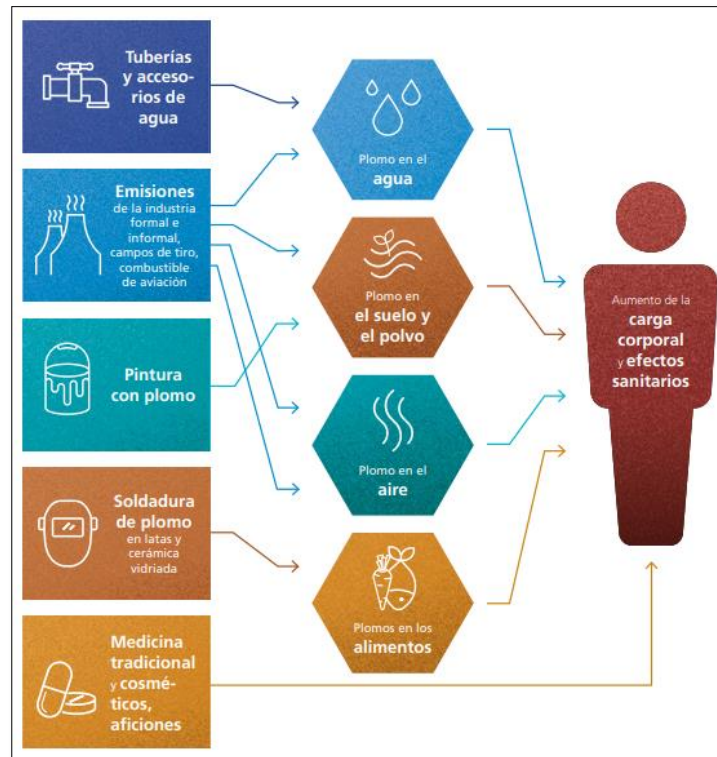 Tuberías
y acceso-
rios de
agua
Emisiones
de la industria
formal e
informal,
campos de tiro,
combustible
de aviación
Pintura
con plomo
Soldadura
de plomo
en latas y
cerámica
vidriada
Medicina
tradicional
y cosmé-
ticos,
aficiones
Plomo en el
agua
Plomo en
el suelo y
el polvo
Plomo en el
aire
Plomos en los
alimentos
Aumento de la
carga
corporal
y efectos
sanitarios